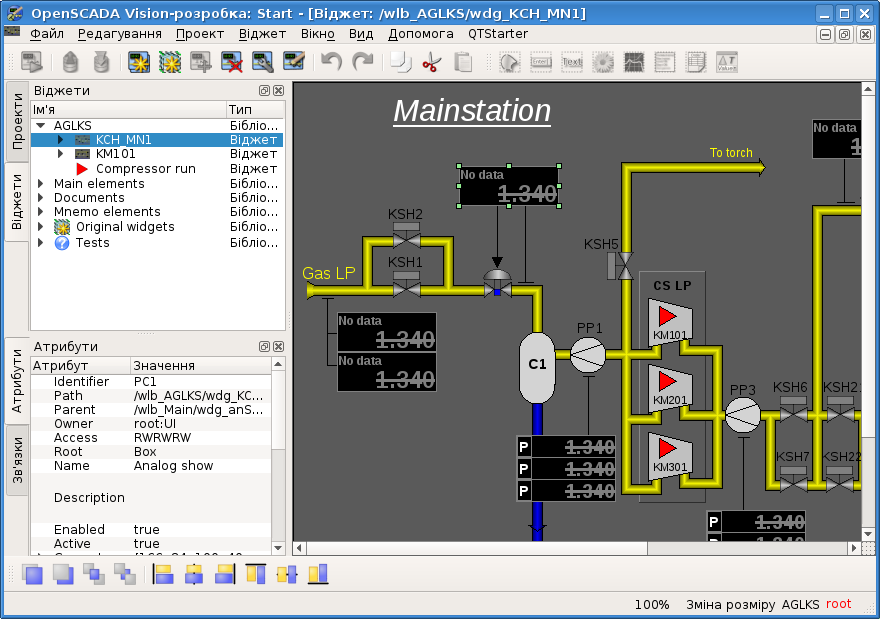 OpenSCADA Vision-розробка: Start - [Віджет: /wlb_AGLKS/wdg_KCH_MN1]
Файл Редагування Проект Віджет Вікно Вид Допомога QTStarter
Проекти
Віджети
Атрибути
Зв'язки
Віджети
Ім'я Тип
AGLKS Бібліо...
KCH_MN1 Віджет
KM101 Віджет
Compressor run Віджет
Main elements Бібліо...
Documents Бібліо...
Mnemo elements Бібліо...
Original widgets Бібліо...
Tests Бібліо...
Атрибути
Атрибут Значення
Identifier PC1
Path /wlb_AGLKS/wdg_KC...
Parent /wlb_Main/wdg_anS...
Owner root:UI
Access RWRWRW
Root Box
Name Analog show
Description
Enabled true
Active true
Mainstation
No data
1.340
To torch
No data
KSH2
KSH5
KSH1
Gas LP
CS LP
No data
1.340
No data
1.340
PP1
KM101
C1
KM201
PP3
KSH6
KSH2
P 1.340
P 1.340
P 1.340
KM301
KSH7
KSH22
P 1.340
1.340
100% Зміна розміру AGLKS root